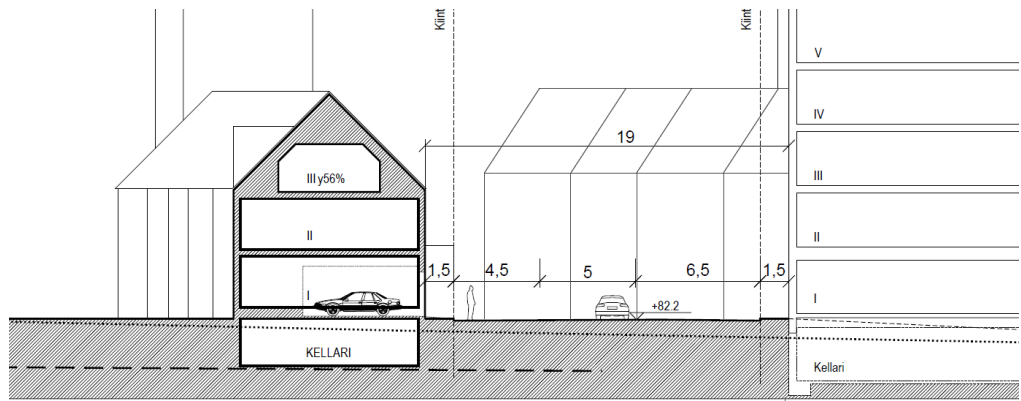 Kiint
Kiint
V
IV
19
III y56%
III
II
II
1,5
4,5
5
6,5
1,5
I
+82.2
I
KELLARI
Kellari